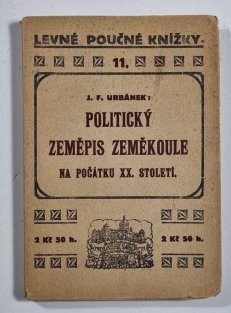 LEVNÉ POUČNÉ KNÍŽKY.
11.
J. F. URBÁNEK:
POLITICKÝ
ZEMĚPIS ZEMĚKOULE
NA POČÁTKU XX. STOLETÍ.
2 Kč 50 h. 2 Kč 50 h.